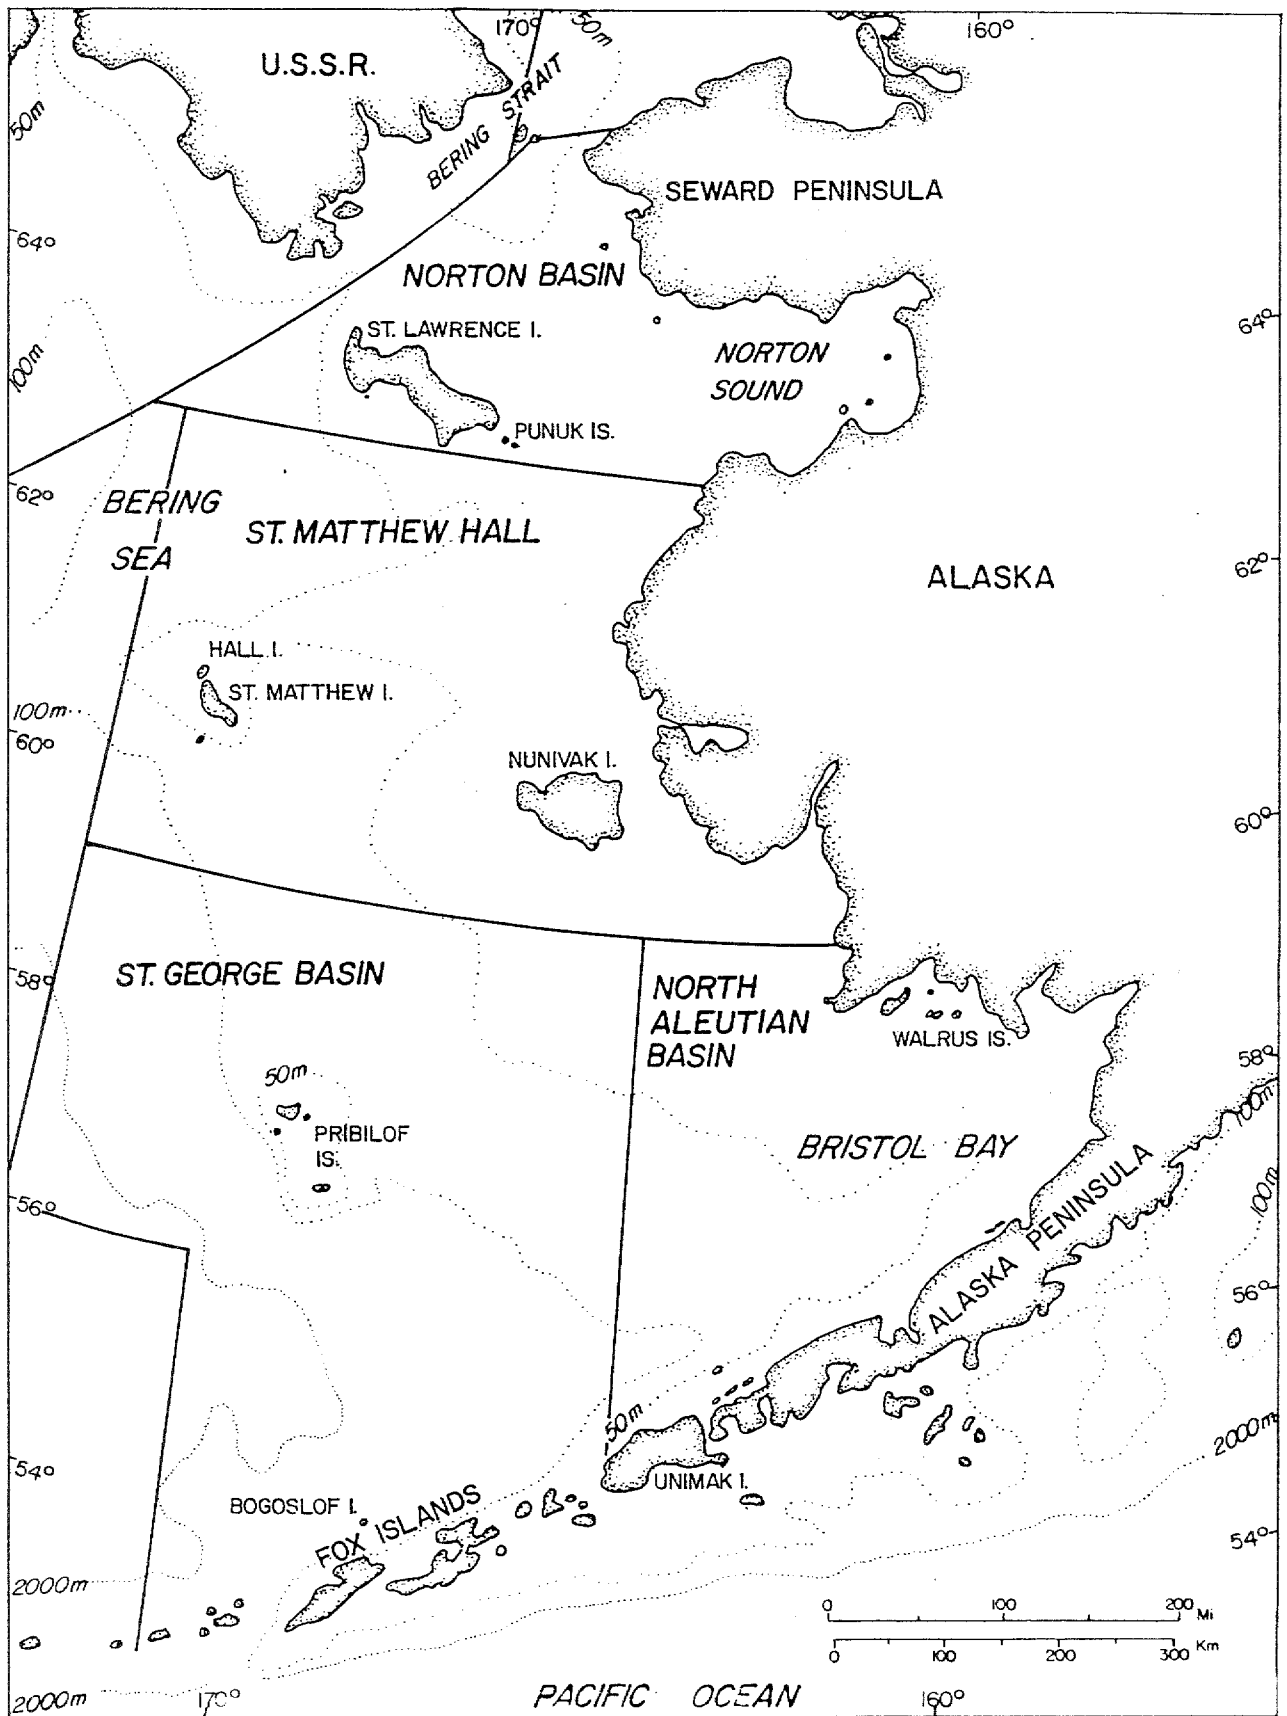 170°
50m
160°
U.S.S.R.
50m
BERING STRAIT
SEWARD PENINSULA
64°
NORTON BASIN
64°
ST. LAWRENCE I.
100m
NORTON
SOUND
PUNUK IS.
62°
BERING
SEA
ST. MATTHEW HALL
62°
ALASKA
HALL I.
ST. MATTHEW I.
100m
60°
NUNIVAK I.
60°
58°
ST. GEORGE BASIN
NORTH
ALEUTIAN
BASIN
WALRUS IS.
58°
50m
100m
PRIBILOF
IS.
BRISTOL BAY
56°
ALASKA PENINSULA
100m
56°
50m
2000m
54°
UNIMAK I.
BOGOSLOF I.
FOX ISLANDS
54°
2000m
0 100 200 Mi
0 100 200 300 Km
2000m
170°
PACIFIC OCEAN
160°